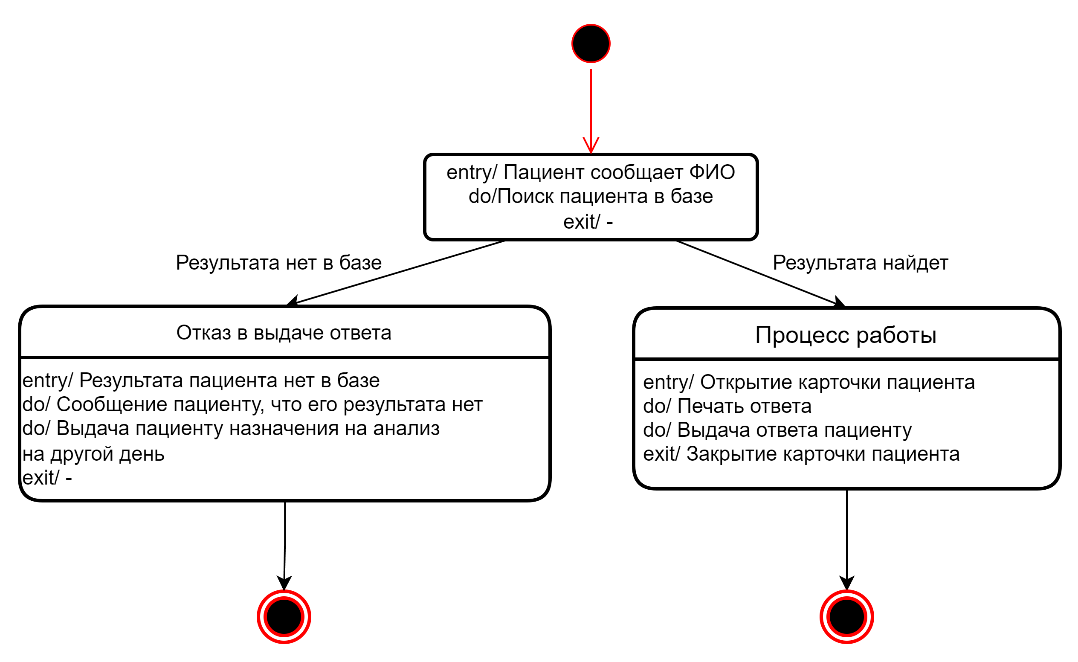 entry/ Пациент сообщает ФИО
do/Поиск пациента в базе
exit/ -
Результата нет в базе
Результата найдет
Отказ в выдаче ответа
entry/ Результата пациента нет в базе
do/ Сообщение пациенту, что его результата нет
do/ Выдача пациенту назначения на анализ
на другой день
exit/ -
Процесс работы
entry/ Открытие карточки пациента
do/ Печать ответа
do/ Выдача ответа пациенту
exit/ Закрытие карточки пациента